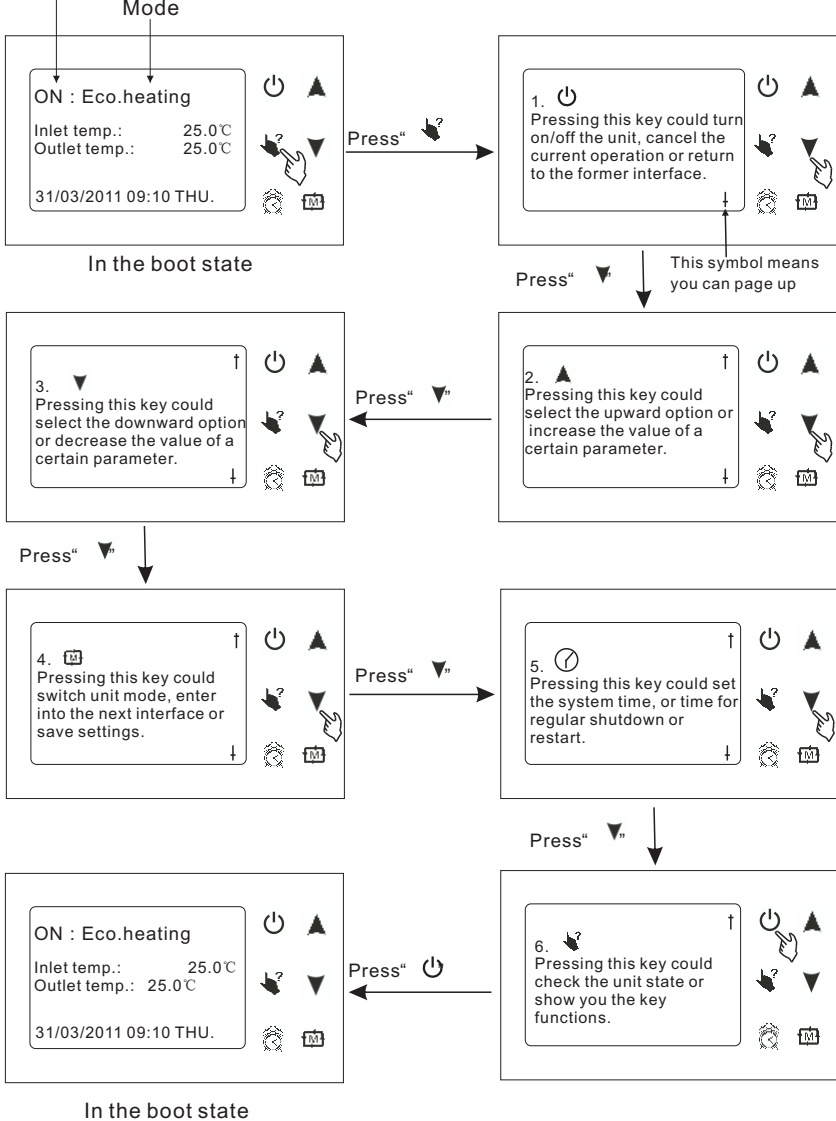 Mode
ON : Eco.heating
Inlet temp.: 25.0℃
Outlet temp.: 25.0℃
31/03/2011 09:10 THU.
?
M
In the boot state
Press“ ?
1.
Pressing this key could turn
on/off the unit, cancel the
current operation or return
to the former interface.
?
M
This symbol means
you can page up
Press“ ”
2.
Pressing this key could
select the upward option or
increase the value of a
certain parameter.
?
M
Press“ ”
3.
Pressing this key could
select the downward option
or decrease the value of a
certain parameter.
?
M
Press“ ”
4. M
Pressing this key could
switch unit mode, enter
into the next interface or
save settings.
?
M
Press“ ”
5.
Pressing this key could set
the system time, or time for
regular shutdown or
restart.
?
M
Press“ ”
6. ?
Pressing this key could
check the unit state or
show you the key
functions.
?
M
Press“
ON : Eco.heating
Inlet temp.: 25.0℃
Outlet temp.: 25.0℃
31/03/2011 09:10 THU.
?
M
In the boot state